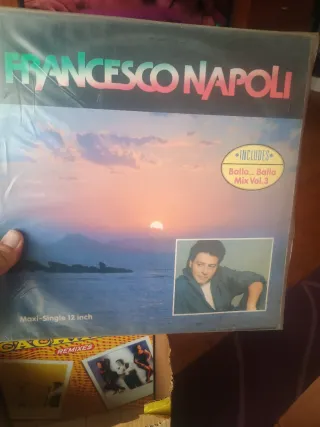 FRANCESCO NAPOLI
INCLUDES
Balla... Balla
Mix Vol.2
Maxi-Single 12 inch
REMIXES